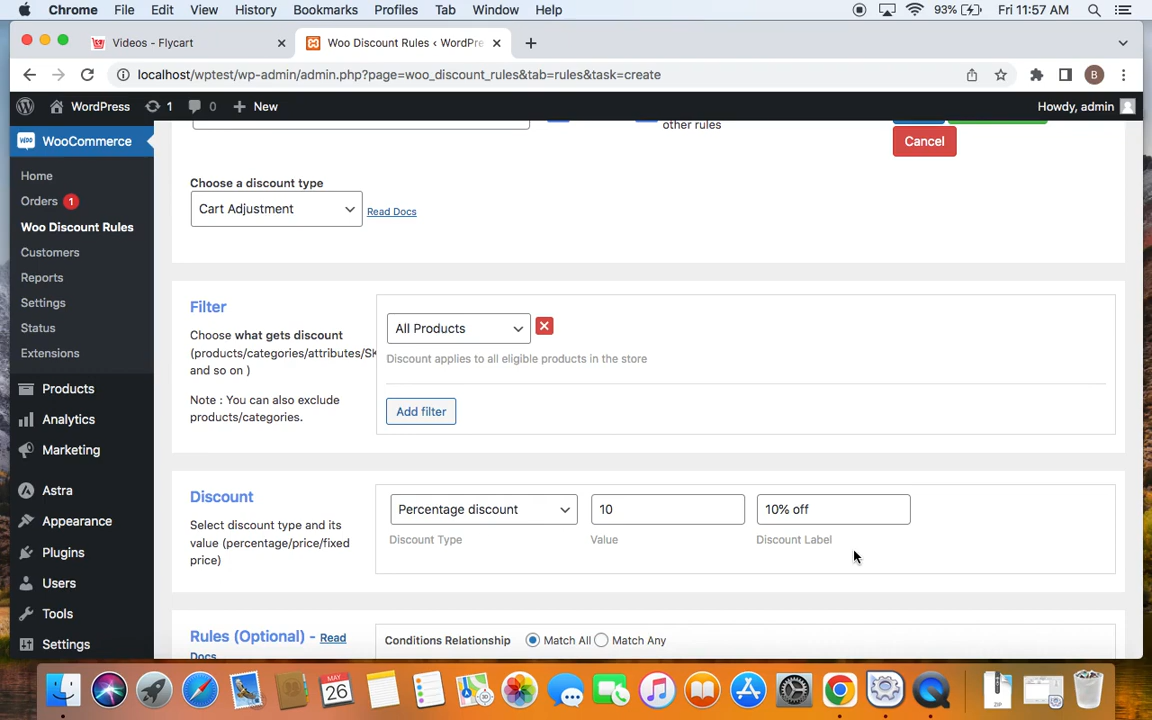 Chrome File Edit View History Bookmarks Profiles Tab Window Help 93% Fri 11:57 AM
Videos - Flycart
Woo Discount Rules ‹ WordPre
localhost/wptest/wp-admin/admin.php?page=woo_discount_rules&tab=rules&task=create
B
WordPress 1 0 + New Howdy, admin
WooCommerce
Home
Orders 1
Woo Discount Rules
Customers
Reports
Settings
Status
Extensions
Products
Analytics
Marketing
Astra
Appearance
Plugins
Users
Tools
Settings
other rules
Cancel
Choose a discount type
Cart Adjustment Read Docs
Filter
Choose what gets discount
(products/categories/attributes/SK
and so on )
Note : You can also exclude
products/categories.
All Products
Discount applies to all eligible products in the store
Add filter
Discount
Select discount type and its
value (percentage/price/fixed
price)
Percentage discount 10 10% off
Discount Type Value Discount Label
Rules (Optional) - Read
Docs
Conditions Relationship Match All Match Any
MAY
26
ZIP